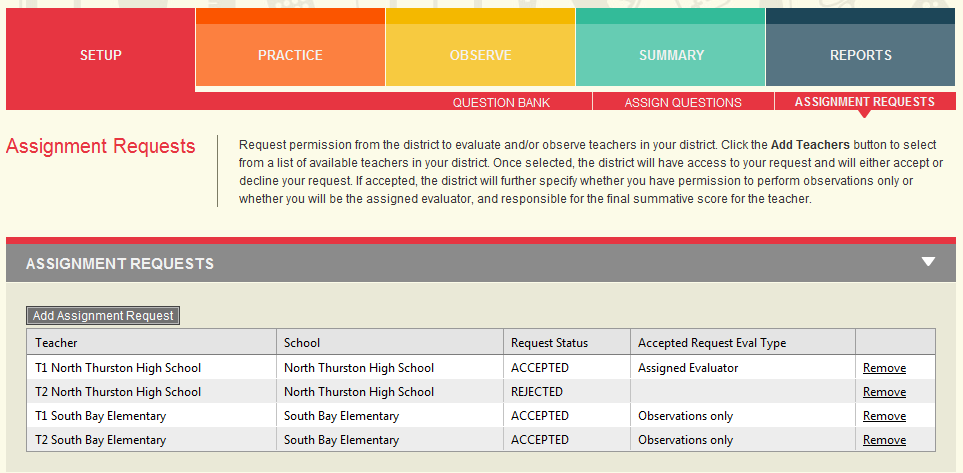 SETUP PRACTICE OBSERVE SUMMARY REPORTS
QUESTION BANK ASSIGN QUESTIONS ASSIGNMENT REQUESTS
Assignment Requests
Request permission from the district to evaluate and/or observe teachers in your district. Click the Add Teachers button to select
from a list of available teachers in your district. Once selected, the district will have access to your request and will either accept or
decline your request. If accepted, the district will further specify whether you have permission to perform observations only or
whether you will be the assigned evaluator, and responsible for the final summative score for the teacher.
ASSIGNMENT REQUESTS
Add Assignment Request
Teacher School Request Status Accepted Request Eval Type
T1 North Thurston High School North Thurston High School ACCEPTED Assigned Evaluator Remove
T2 North Thurston High School North Thurston High School REJECTED Remove
T1 South Bay Elementary South Bay Elementary ACCEPTED Observations only Remove
T2 South Bay Elementary South Bay Elementary ACCEPTED Observations only Remove